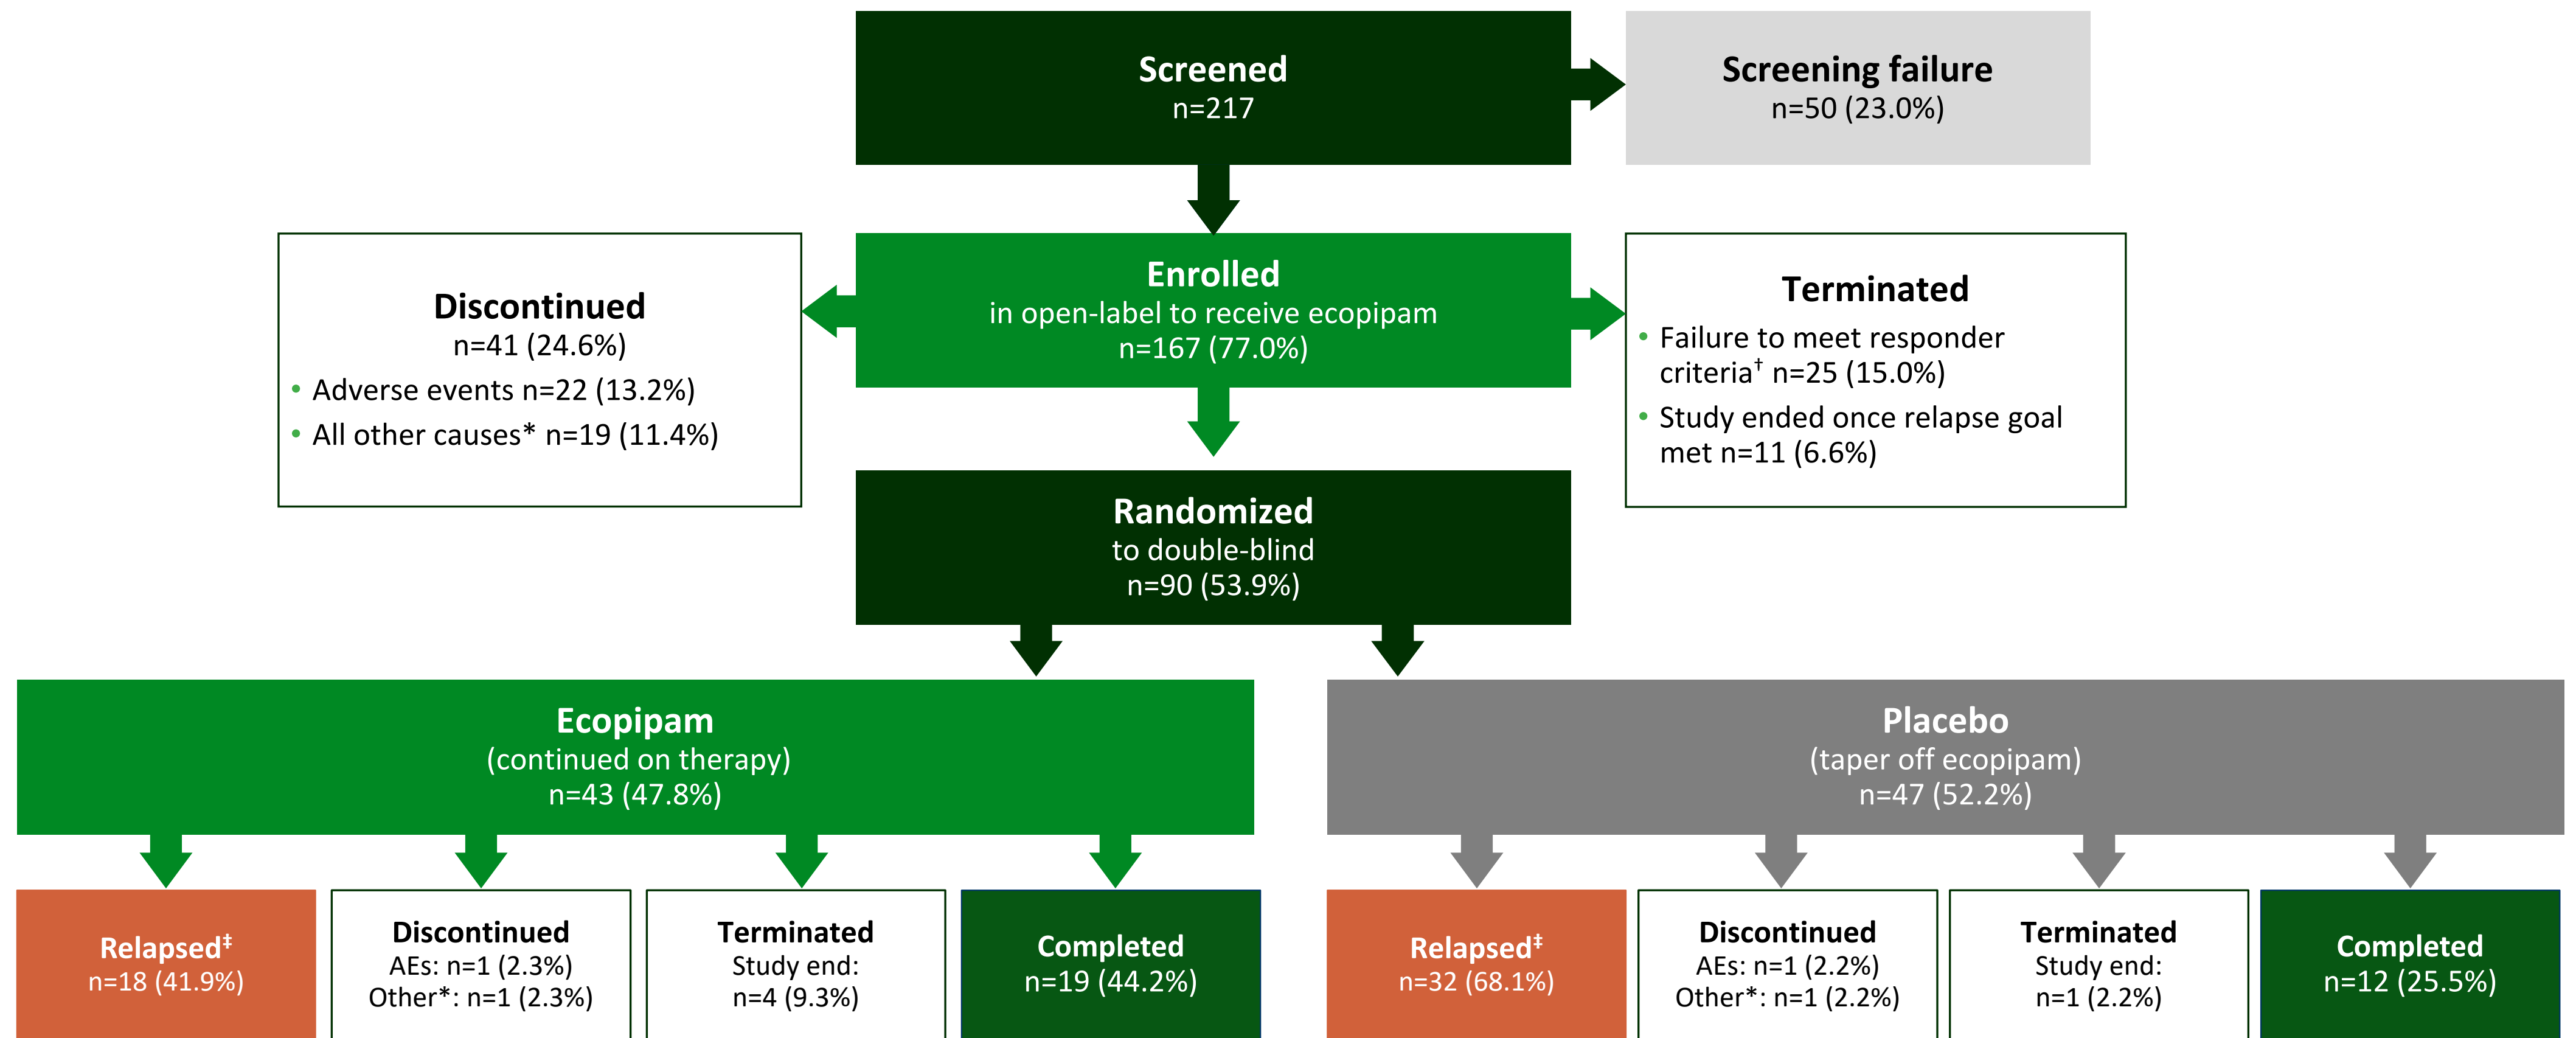 Screened
n=217
Screening failure
n=50 (23.0%)
Discontinued
n=41 (24.6%)
• Adverse events n=22 (13.2%)
• All other causes* n=19 (11.4%)
Enrolled
in open-label to receive ecopipam
n=167 (77.0%)
Terminated
• Failure to meet responder
criteria† n=25 (15.0%)
• Study ended once relapse goal
met n=11 (6.6%)
Randomized
to double-blind
n=90 (53.9%)
Ecopipam
(continued on therapy)
n=43 (47.8%)
Placebo
(taper off ecopipam)
n=47 (52.2%)
Relapsed‡
n=18 (41.9%)
Discontinued
AEs: n=1 (2.3%)
Other*: n=1 (2.3%)
Terminated
Study end:
n=4 (9.3%)
Completed
n=19 (44.2%)
Relapsed‡
n=32 (68.1%)
Discontinued
AEs: n=1 (2.2%)
Other*: n=1 (2.2%)
Terminated
Study end:
n=1 (2.2%)
Completed
n=12 (25.5%)